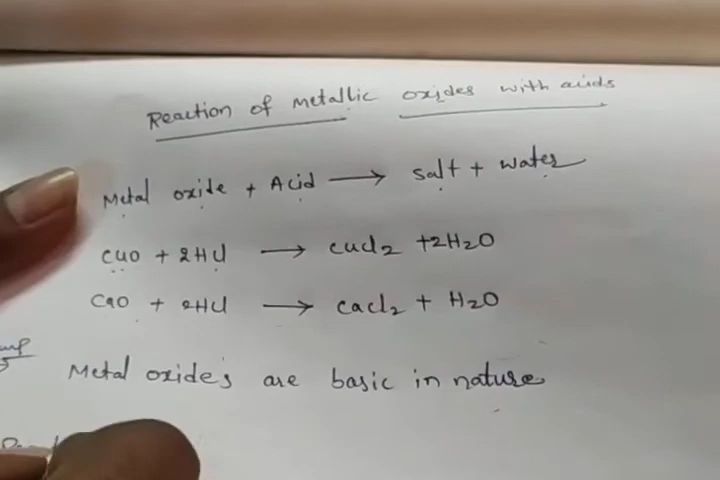 Reaction of metallic oxides with acids
Metal oxide + Acid → salt + water
CuO + 2HCl → CuCl2 + 2H2O
CaO + 2HCl → CaCl2 + H2O
Metal oxide's are basic in nature